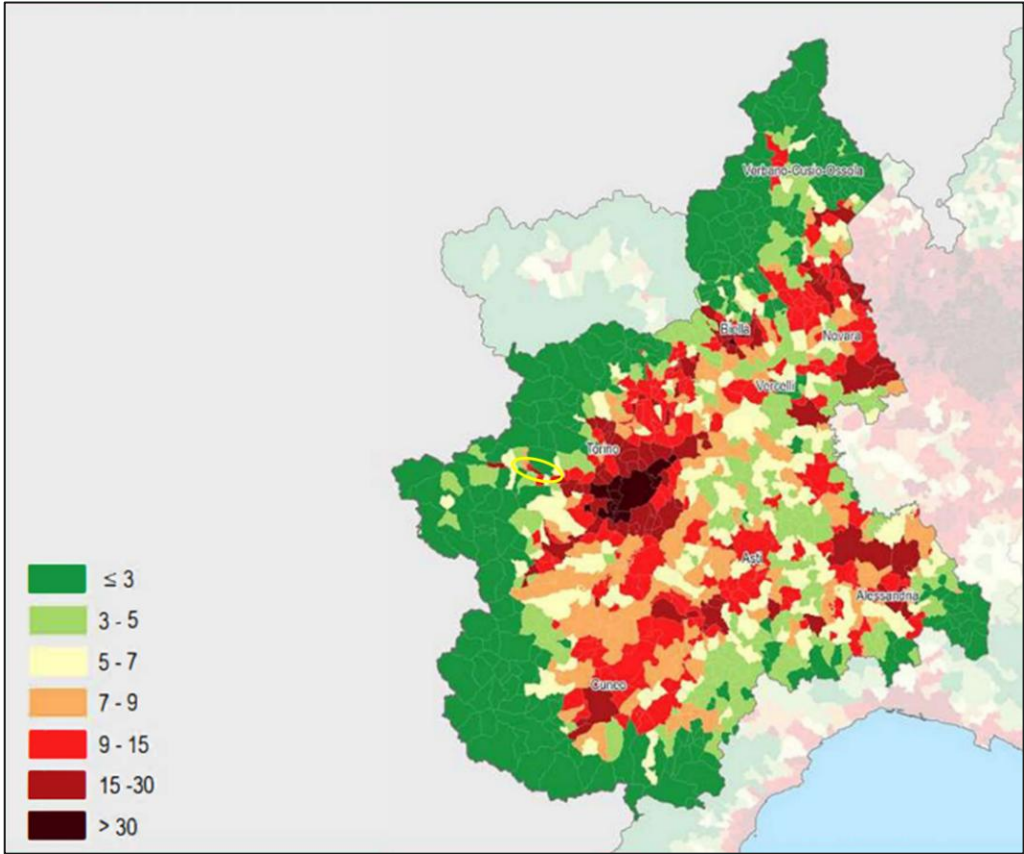 Verbano-Cusio-Ossola
Biella
Novara
Vercelli
Torino
Asti
Alessandria
Cuneo
≤ 3
3 - 5
5 - 7
7 - 9
9 - 15
15 -30
> 30